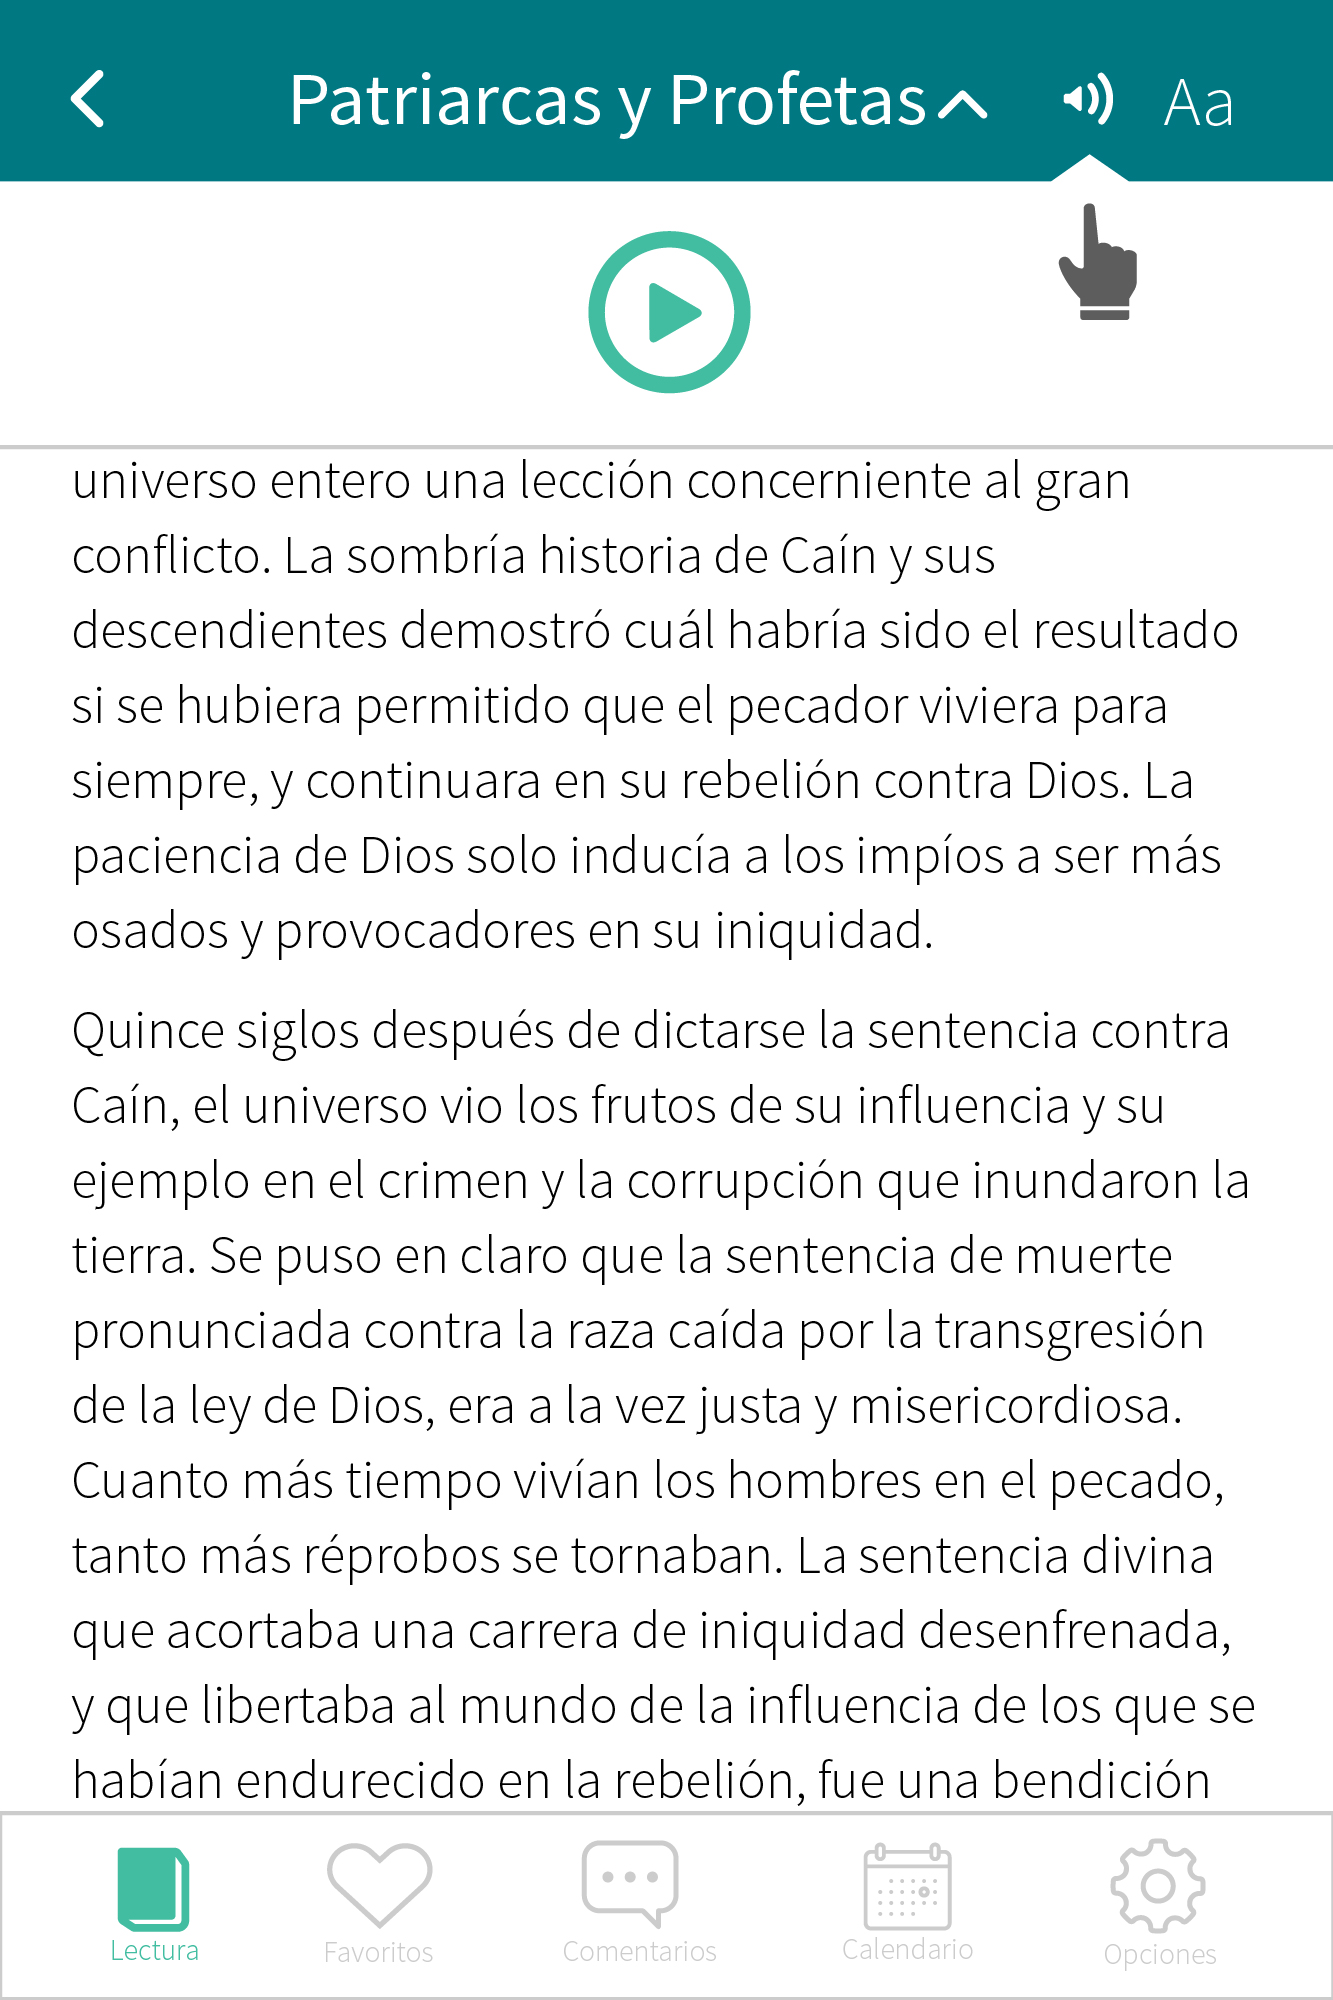 Patriarcas y Profetas
Aa
universo entero una lección concerniente al gran
conflicto. La sombría historia de Caín y sus
descendientes demostró cuál habría sido el resultado
si se hubiera permitido que el pecador viviera para
siempre, y continuara en su rebelión contra Dios. La
paciencia de Dios solo inducía a los impíos a ser más
osados y provocadores en su iniquidad.
Quince siglos después de dictarse la sentencia contra
Caín, el universo vio los frutos de su influencia y su
ejemplo en el crimen y la corrupción que inundaron la
tierra. Se puso en claro que la sentencia de muerte
pronunciada contra la raza caída por la transgresión
de la ley de Dios, era a la vez justa y misericordiosa.
Cuanto más tiempo vivían los hombres en el pecado,
tanto más réprobos se tornaban. La sentencia divina
que acortaba una carrera de iniquidad desenfrenada,
y que libertaba al mundo de la influencia de los que se
habían endurecido en la rebelión, fue una bendición
Lectura
Favoritos
Comentarios
Calendario
Opciones